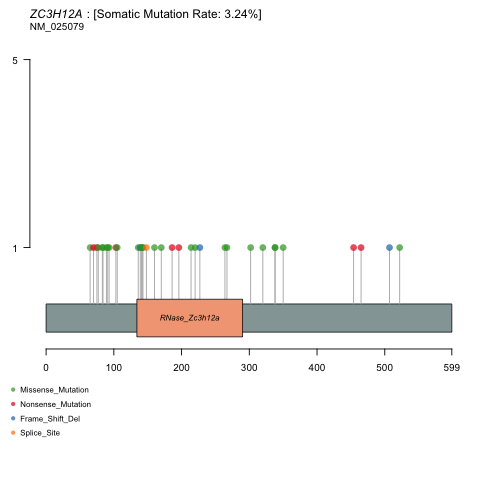 ZC3H12A : [Somatic Mutation Rate: 3.24%]
NM_025079
5
1
RNase_Zc3h12a
0 100 200 300 400 500 599
Missense_Mutation
Nonsense_Mutation
Frame_Shift_Del
Splice_Site